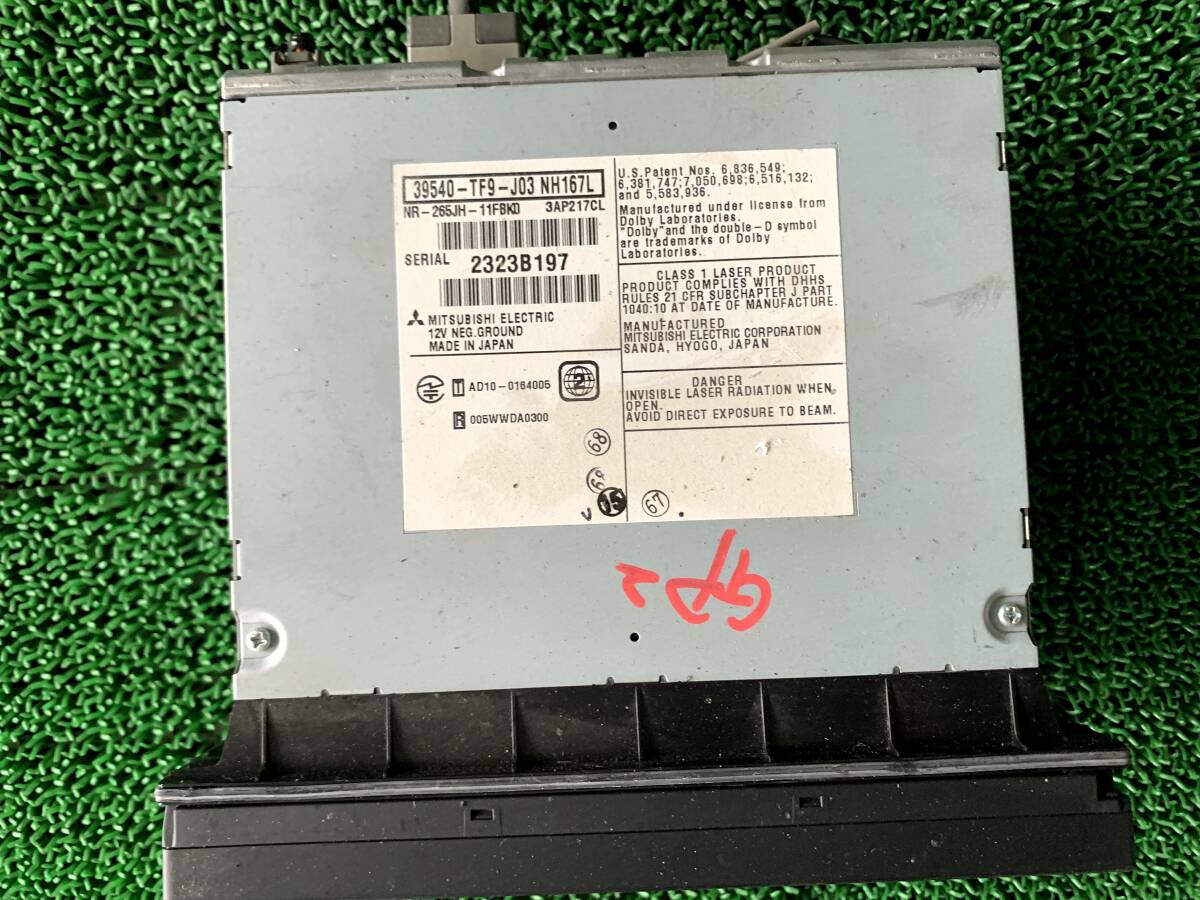 39540-TF9-J03 NH167L
NR-265JH-11FBK0 3AP217CL
SERIAL 2323B197
MITSUBISHI ELECTRIC
12V NEG.GROUND
MADE IN JAPAN
T AD10-0164005
2
R 005WWDA0300
68
15
U.S.Patent Nos. 6,836,549;
6,381,747;7,050,698;6,516,132;
and 5,583,936.
Manufactured under license from
Dolby Laboratories.
"Dolby"and the double-D symbol
are trademarks of Dolby
Laboratories.
CLASS 1 LASER PRODUCT
PRODUCT COMPLIES WITH DHHS
RULES 21 CFR SUBCHAPTER J PART
1040:10 AT DATE OF MANUFACTURE.
MANUFACTURED
MITSUBISHI ELECTRIC CORPORATION
SANDA, HYOGO, JAPAN
DANGER
INVISIBLE LASER RADIATION WHEN
OPEN.
AVOID DIRECT EXPOSURE TO BEAM.
67